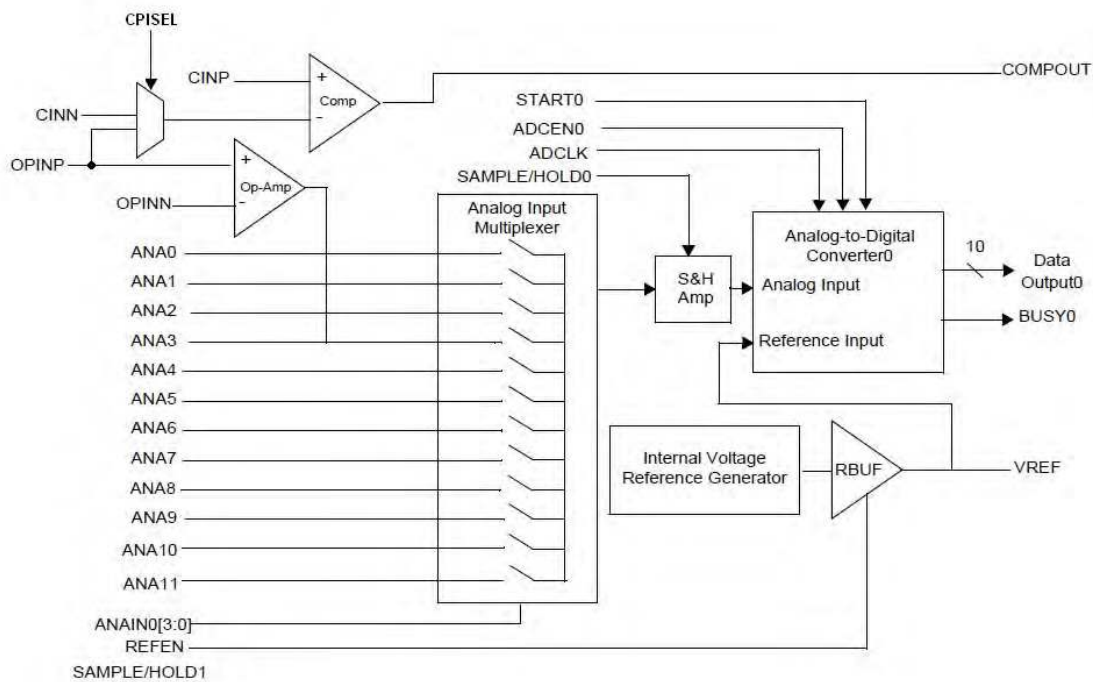 CPISEL
CINP
+
Comp
-
COMPOUT
CINN
START0
ADCEN0
OPINP
+
ADCLK
Op-Amp
SAMPLE/HOLD0
OPINN
-
Analog Input
Multiplexer
Analog-to-Digital
Converter0
10
Data
Output0
S&H
Amp
Analog Input
BUSY0
Reference Input
ANA0
ANA1
ANA2
ANA3
ANA4
ANA5
ANA6
ANA7
ANA8
ANA9
ANA10
ANA11
Internal Voltage
Reference Generator
RBUF
VREF
ANAIN0[3:0]
REFEN
SAMPLE/HOLD1